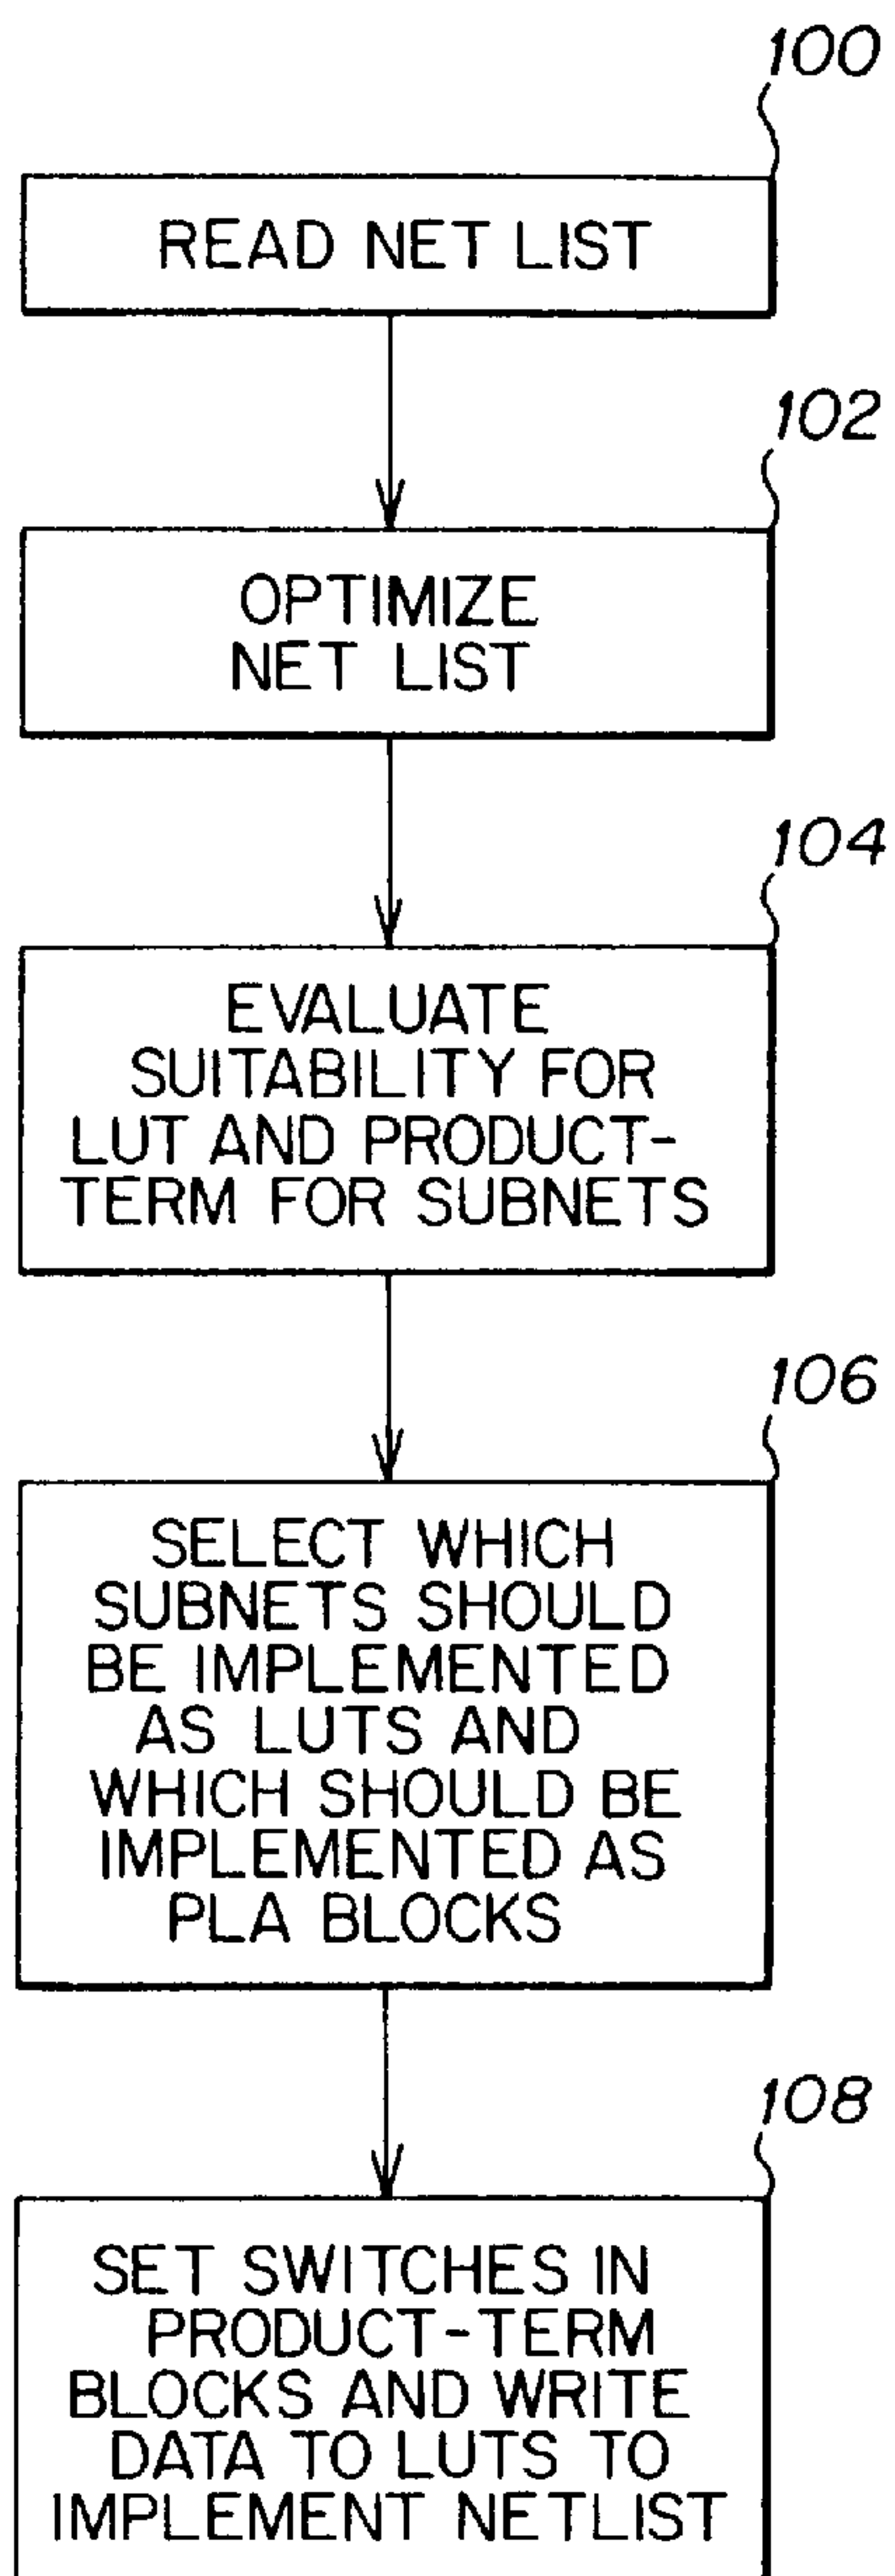 100
READ NET LIST
102
OPTIMIZE
NET LIST
104
EVALUATE
SUITABILITY FOR
LUT AND PRODUCT-
TERM FOR SUBNETS
106
SELECT WHICH
SUBNETS SHOULD
BE IMPLEMENTED
AS LUTS AND
WHICH SHOULD BE
IMPLEMENTED AS
PLA BLOCKS
108
SET SWITCHES IN
PRODUCT-TERM
BLOCKS AND WRITE
DATA TO LUTS TO
IMPLEMENT NETLIST